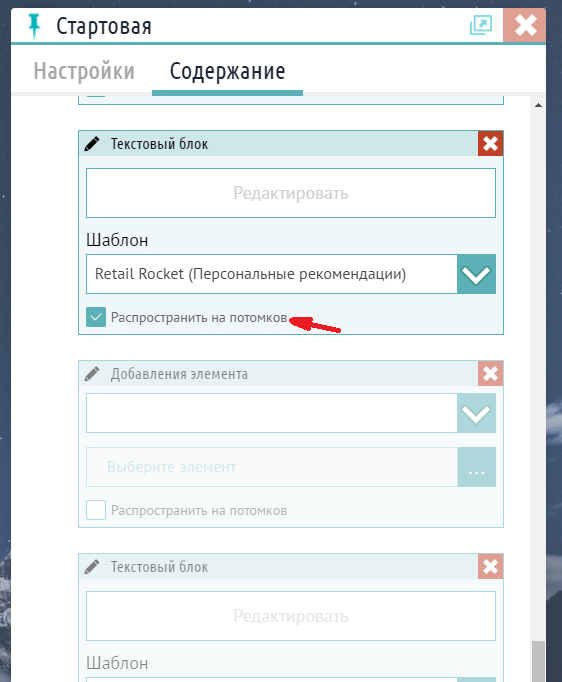 Стартовая
Настройки Содержание
Текстовый блок
Редактировать
Шаблон
Retail Rocket (Персональные рекомендации)
Распространить на потомков
Добавления элемента
Выберите элемент ...
Распространить на потомков
Текстовый блок
Редактировать
Шаблон